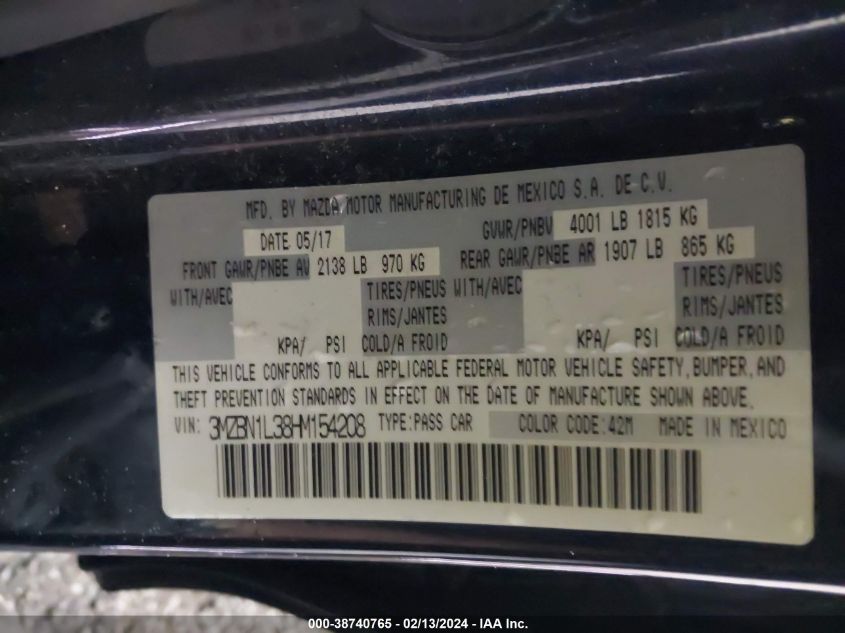 MFD. BY MAZDA MOTOR MANUFACTURING DE MEXICO S.A. DE C.V.
DATE 05/17 GVWR/PNBV 4001 LB 1815 KG
FRONT GAWR/PNBE AV 2138 LB 970 KG REAR GAWR/PNBE AR 1907 LB 865 KG
WITH/AVEC TIRES/PNEUS WITH/AVEC TIRES/PNEUS
RIMS/JANTES RIMS/JANTES
KPA/ PSI COLD/A FROID KPA/ PSI COLD/A FROID
THIS VEHICLE CONFORMS TO ALL APPLICABLE FEDERAL MOTOR VEHICLE SAFETY, BUMPER, AND
THEFT PREVENTION STANDARDS IN EFFECT ON THE DATE OF MANUFACTURE SHOWN ABOVE.
VIN: 3MZBN1L38HM154208 TYPE:PASS CAR COLOR CODE:42M MADE IN MEXICO
000-38740765 - 02/13/2024 - IAA Inc.